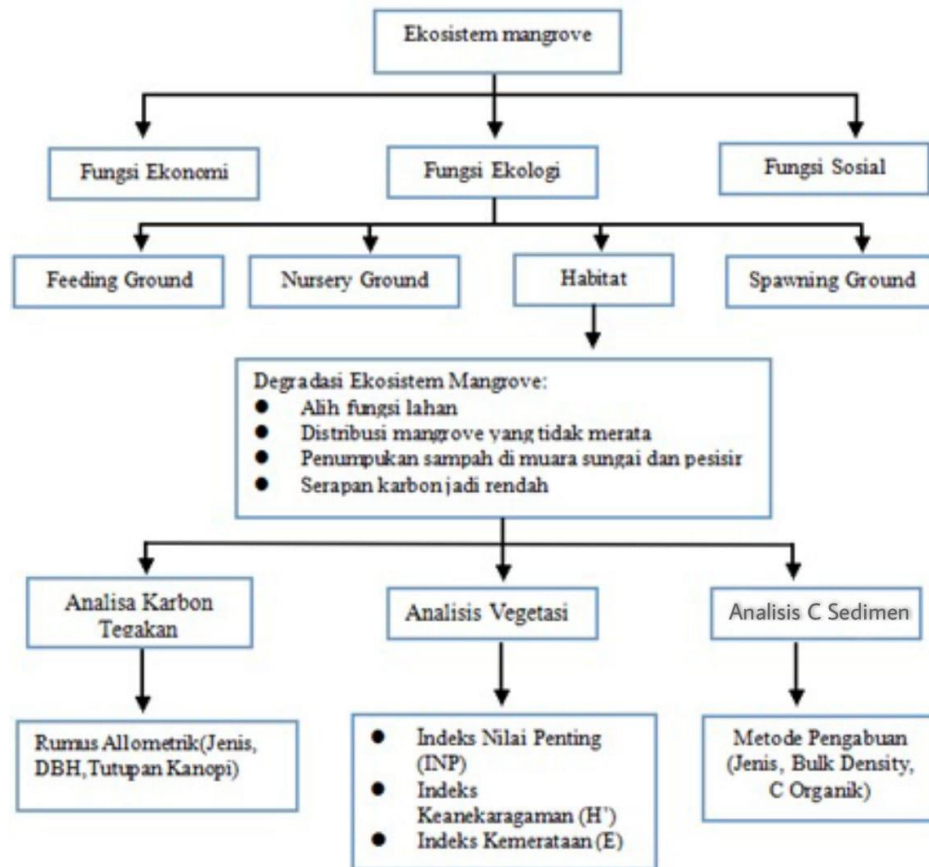 Ekosistem mangrove
Fungsi Ekonomi
Fungsi Ekologi
Fungsi Sosial
Feeding Ground
Nursery Ground
Habitat
Spawning Ground
Degradasi Ekosistem Mangrove:
● Alih fungsi lahan
● Distribusi mangrove yang tidak merata
● Penumpukan sampah di muara sungai dan pesisir
● Serapan karbon jadi rendah
Analisa Karbon
Tegakan
Analisis Vegetasi
Analisis C Sedimen
Rumus Allometrik(Jenis,
DBH,Tutupan Kanopi)
● Indeks Nilai Penting
(INP)
● Indeks
Keanekaragaman (H’)
● Indeks Kemerataan (E)
Metode Pengabuan
(Jenis, Bulk Density,
C Organik)